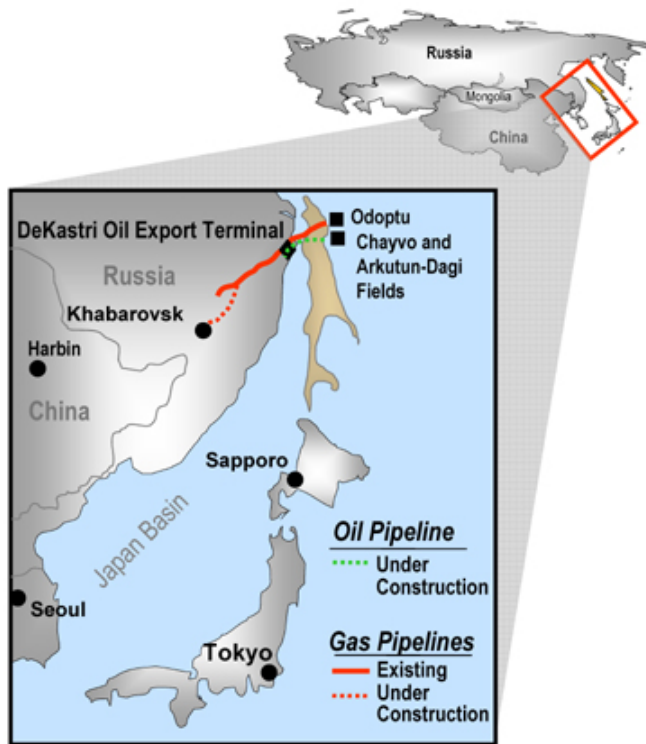 Russia
Mongolia
China
DeKastri Oil Export Terminal
Odoptu
Chayvo and
Arkutun-Dagi
Fields
Russia
Khabarovsk
Harbin
China
Sapporo
Japan Basin
Oil Pipeline
Under
Construction
Seoul
Gas Pipelines
Tokyo
Existing
Under
Construction